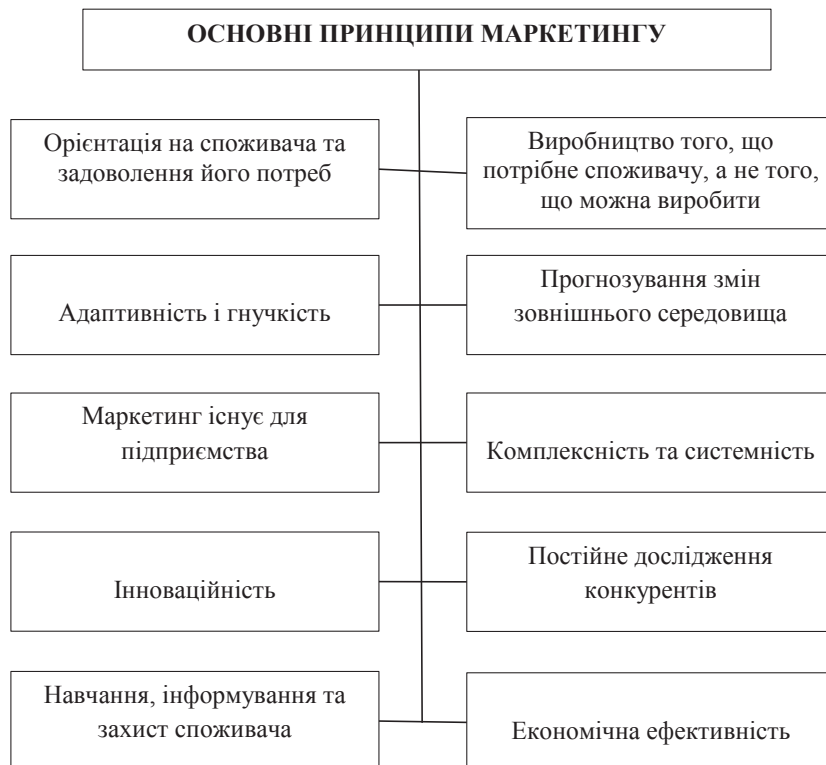 ОСНОВНІ ПРИНЦИПИ МАРКЕТИНГУ
Орієнтація на споживача та
задоволення його потреб
Виробництво того, що
потрібне споживачу, а не того,
що можна виробити
Адаптивність і гнучкість
Прогнозування змін
зовнішнього середовища
Маркетинг існує для
підприємства
Комплексність та системність
Інноваційність
Постійне дослідження
конкурентів
Навчання, інформування та
захист споживача
Економічна ефективність